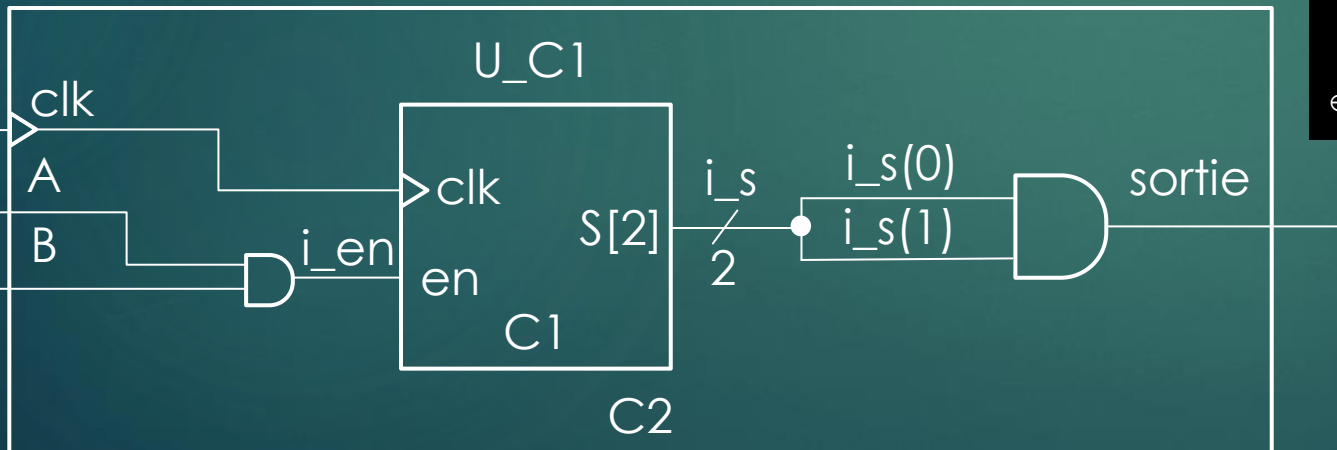 U_C1
clk
A
B
i_en
clk
en
S[2]
C1
i_s
2
i_s(0)
i_s(1)
sortie
C2
e